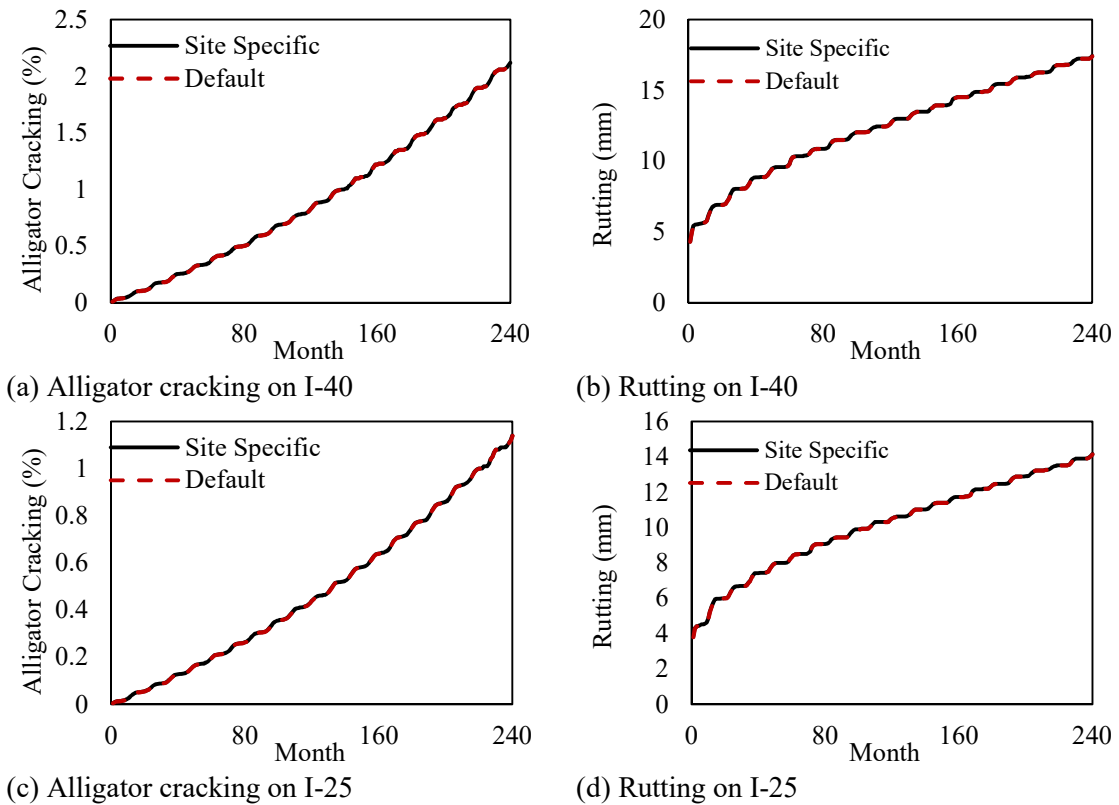 2.5
2
1.5
1
0.5
0
Alligator Cracking (%)
Site Specific
Default
0 80 160 240
Month
(a) Alligator cracking on I-40
20
15
10
5
0
Rutting (mm)
Site Specific
Default
0 80 160 240
Month
(b) Rutting on I-40
1.2
1
0.8
0.6
0.4
0.2
0
Alligator Cracking (%)
Site Specific
Default
0 80 160 240
Month
(c) Alligator cracking on I-25
16
14
12
10
8
6
4
2
0
Rutting (mm)
Site Specific
Default
0 80 160 240
Month
(d) Rutting on I-25